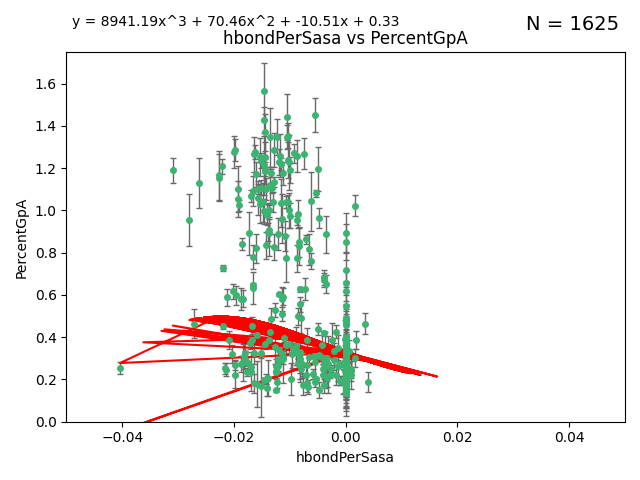 y = 8941.19x^3 + 70.46x^2 + -10.51x + 0.33
N = 1625
hbondPerSasa vs PercentGpA
1.6
1.4
1.2
1.0
0.8
0.6
0.4
0.2
0.0
PercentGpA
−0.04 −0.02 0.00 0.02 0.04
hbondPerSasa